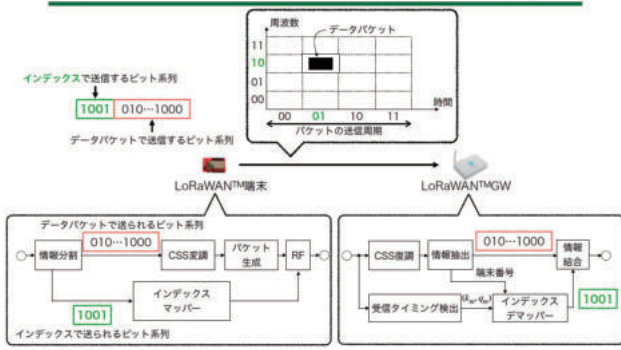 周波数
データパケット
11
10
01
00
時間
00 01 10 11
パケットの送信周期
インデックスで送信するビット系列
1001 010…1000
データパケットで送信するビット系列
LoRaWAN™端末
LoRaWAN™GW
データパケットで送られるビット系列
010…1000
情報分割
CSS変調
パケット
生成
RF
インデックス
マッパー
1001
インデックスで送られるビット系列
010…1000
CSS復調
情報抽出
情報
結合
端末番号
受信タイミング検出
インデックス
デマッパー
1001